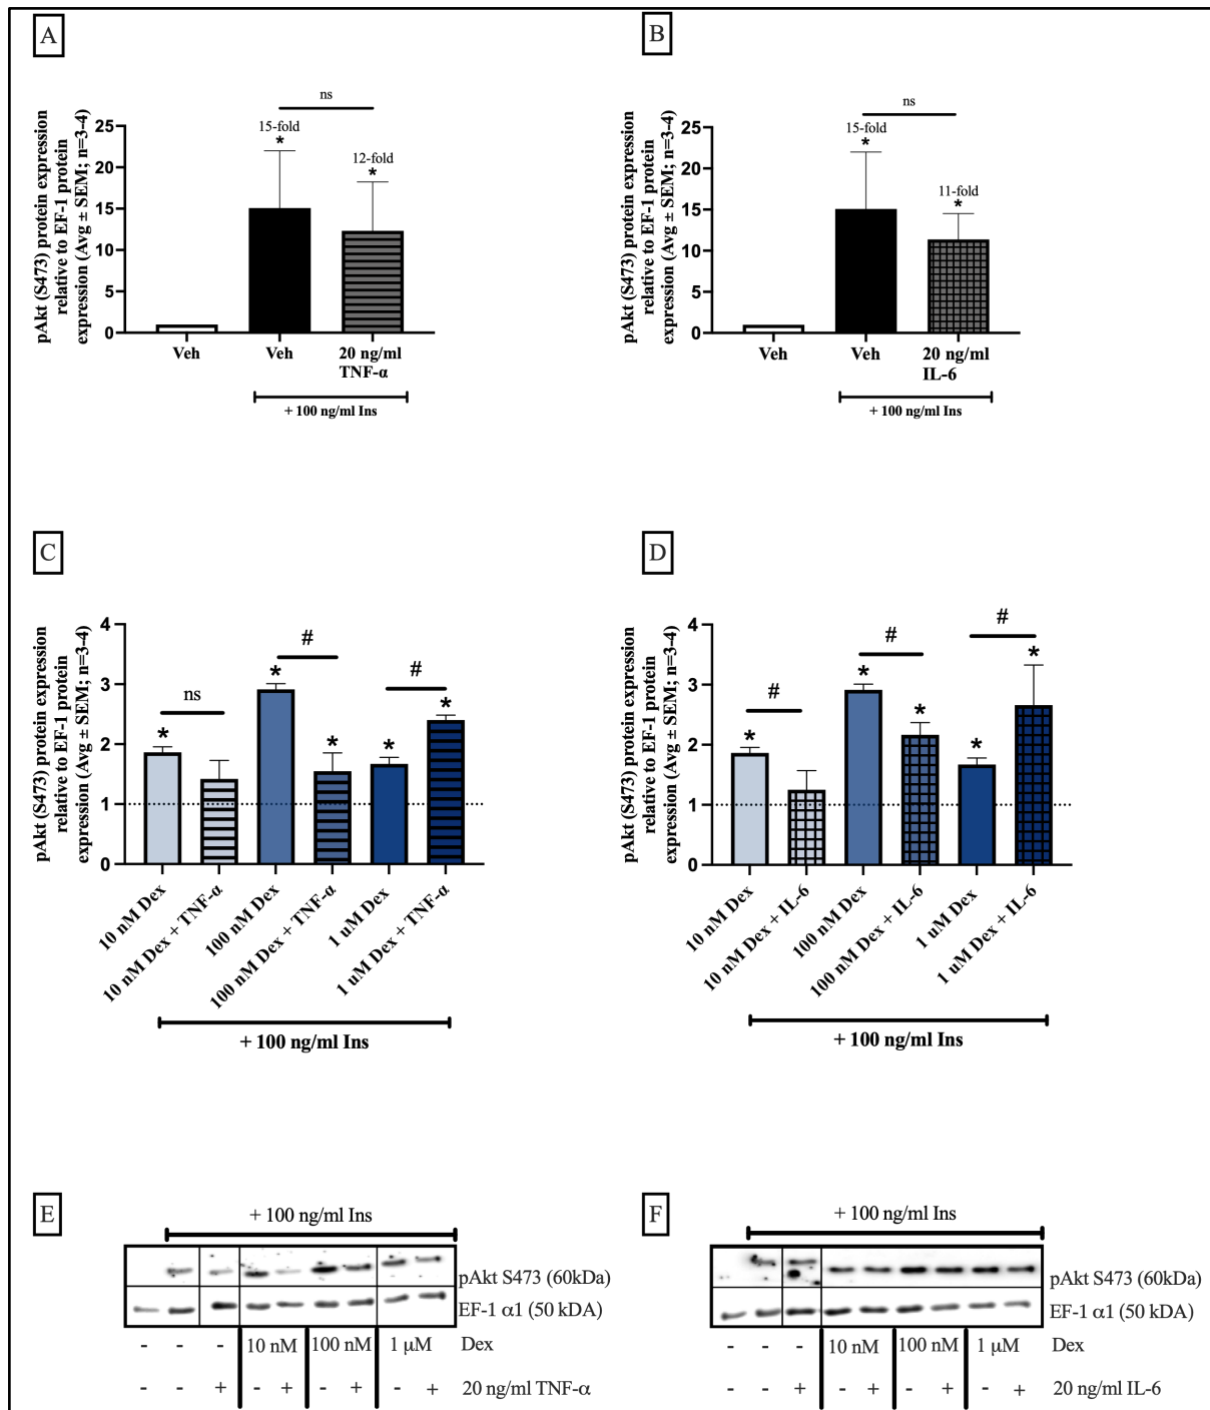 A
pAkt (S473) protein expression
relative to EF-1 protein
expression (Avg ± SEM; n=3-4)
25
20
15
10
5
0
ns
15-fold
*
12-fold
*
Veh
Veh
20 ng/ml
TNF-α
+ 100 ng/ml Ins
B
pAkt (S473) protein expression
relative to EF-1 protein
expression (Avg ± SEM; n=3-4)
25
20
15
10
5
0
ns
15-fold
*
11-fold
*
Veh
Veh
20 ng/ml
IL-6
+ 100 ng/ml Ins
C
pAkt (S473) protein expression
relative to EF-1 protein
expression (Avg ± SEM; n=3-4)
4
3
2
1
0
ns
#
#
*
*
*
*
*
10 nM Dex
10 nM Dex + TNF-α
100 nM Dex
100 nM Dex + TNF-α
1 uM Dex
1 uM Dex + TNF-α
+ 100 ng/ml Ins
D
pAkt (S473) protein expression
relative to EF-1 protein
expression (Avg ± SEM; n=3-4)
4
3
2
1
0
#
#
#
*
*
*
*
*
10 nM Dex
10 nM Dex + IL-6
100 nM Dex
100 nM Dex + IL-6
1 uM Dex
1 uM Dex + IL-6
+ 100 ng/ml Ins
E
+ 100 ng/ml Ins
pAkt S473 (60kDa)
EF-1 α1 (50 kDA)
- - - 10 nM 100 nM 1 μM Dex
- - + - + - + - + 20 ng/ml TNF-α
F
+ 100 ng/ml Ins
pAkt S473 (60kDa)
EF-1 α1 (50 kDA)
- - - 10 nM 100 nM 1 μM Dex
- - + - + - + - + 20 ng/ml IL-6